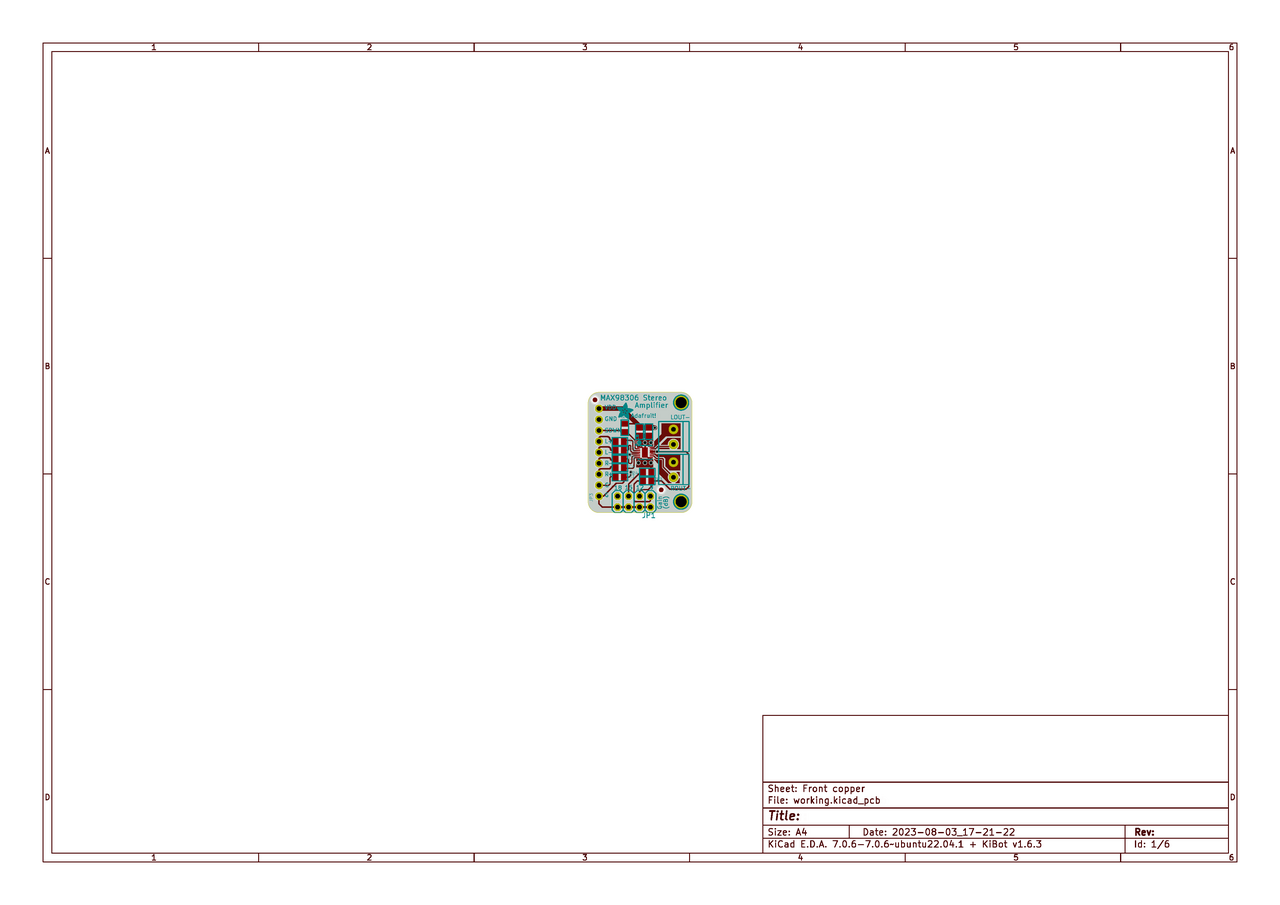 1 2 3 4 5 6
A A
B B
C C
D D
MAX98306 Stereo
Amplifier
GND
LOUT-
Gain
(dB)
JP1
Sheet: Front copper
File: working.kicad_pcb
Title:
Size: A4 Date: 2023-08-03_17-21-22 Rev:
KiCad E.D.A. 7.0.6-7.0.6~ubuntu22.04.1 + KiBot v1.6.3 Id: 1/6
1 2 3 4 5 6